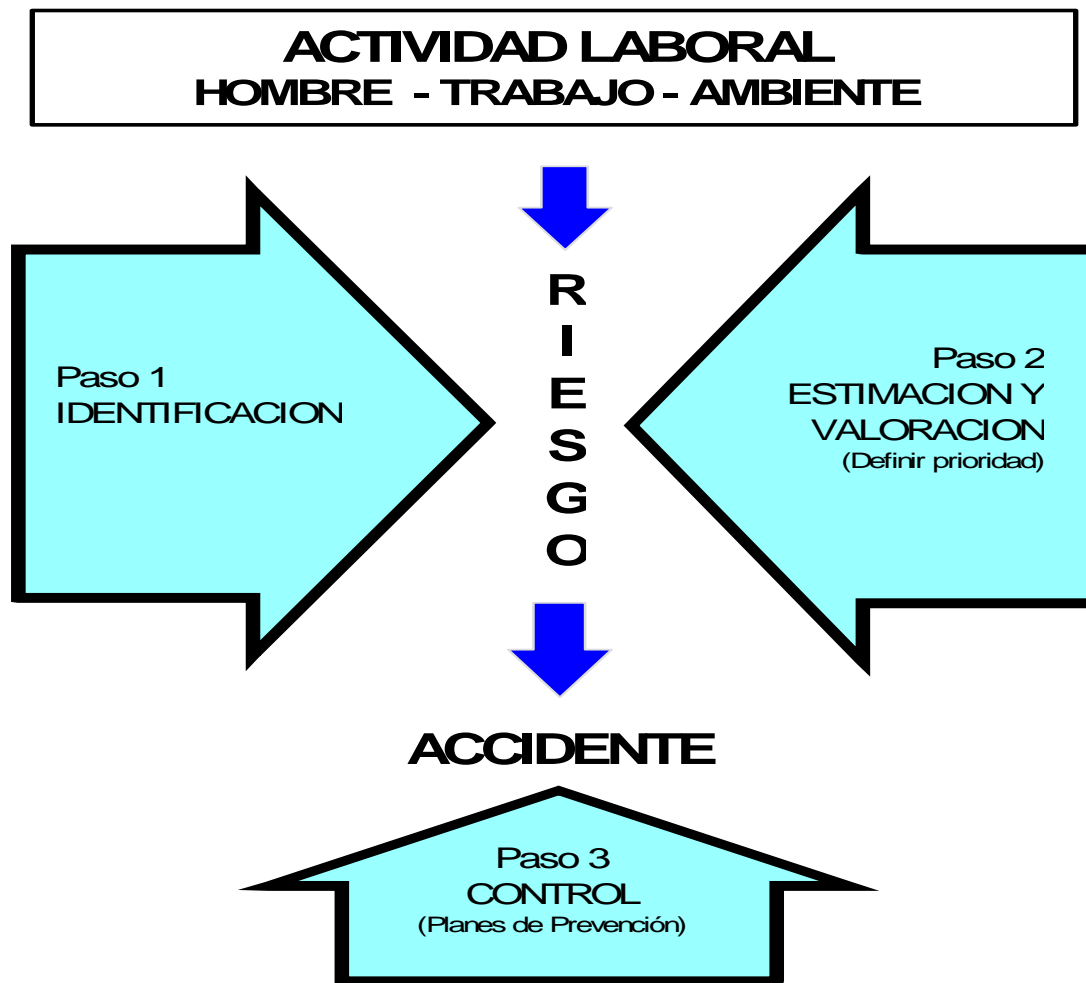 ACTIVIDAD LABORAL
HOMBRE - TRABAJO - AMBIENTE
RIESGO
Paso 1
IDENTIFICACION
Paso 2
ESTIMACION Y
VALORACION
(Definir prioridad)
ACCIDENTE
Paso 3
CONTROL
(Planes de Prevención)